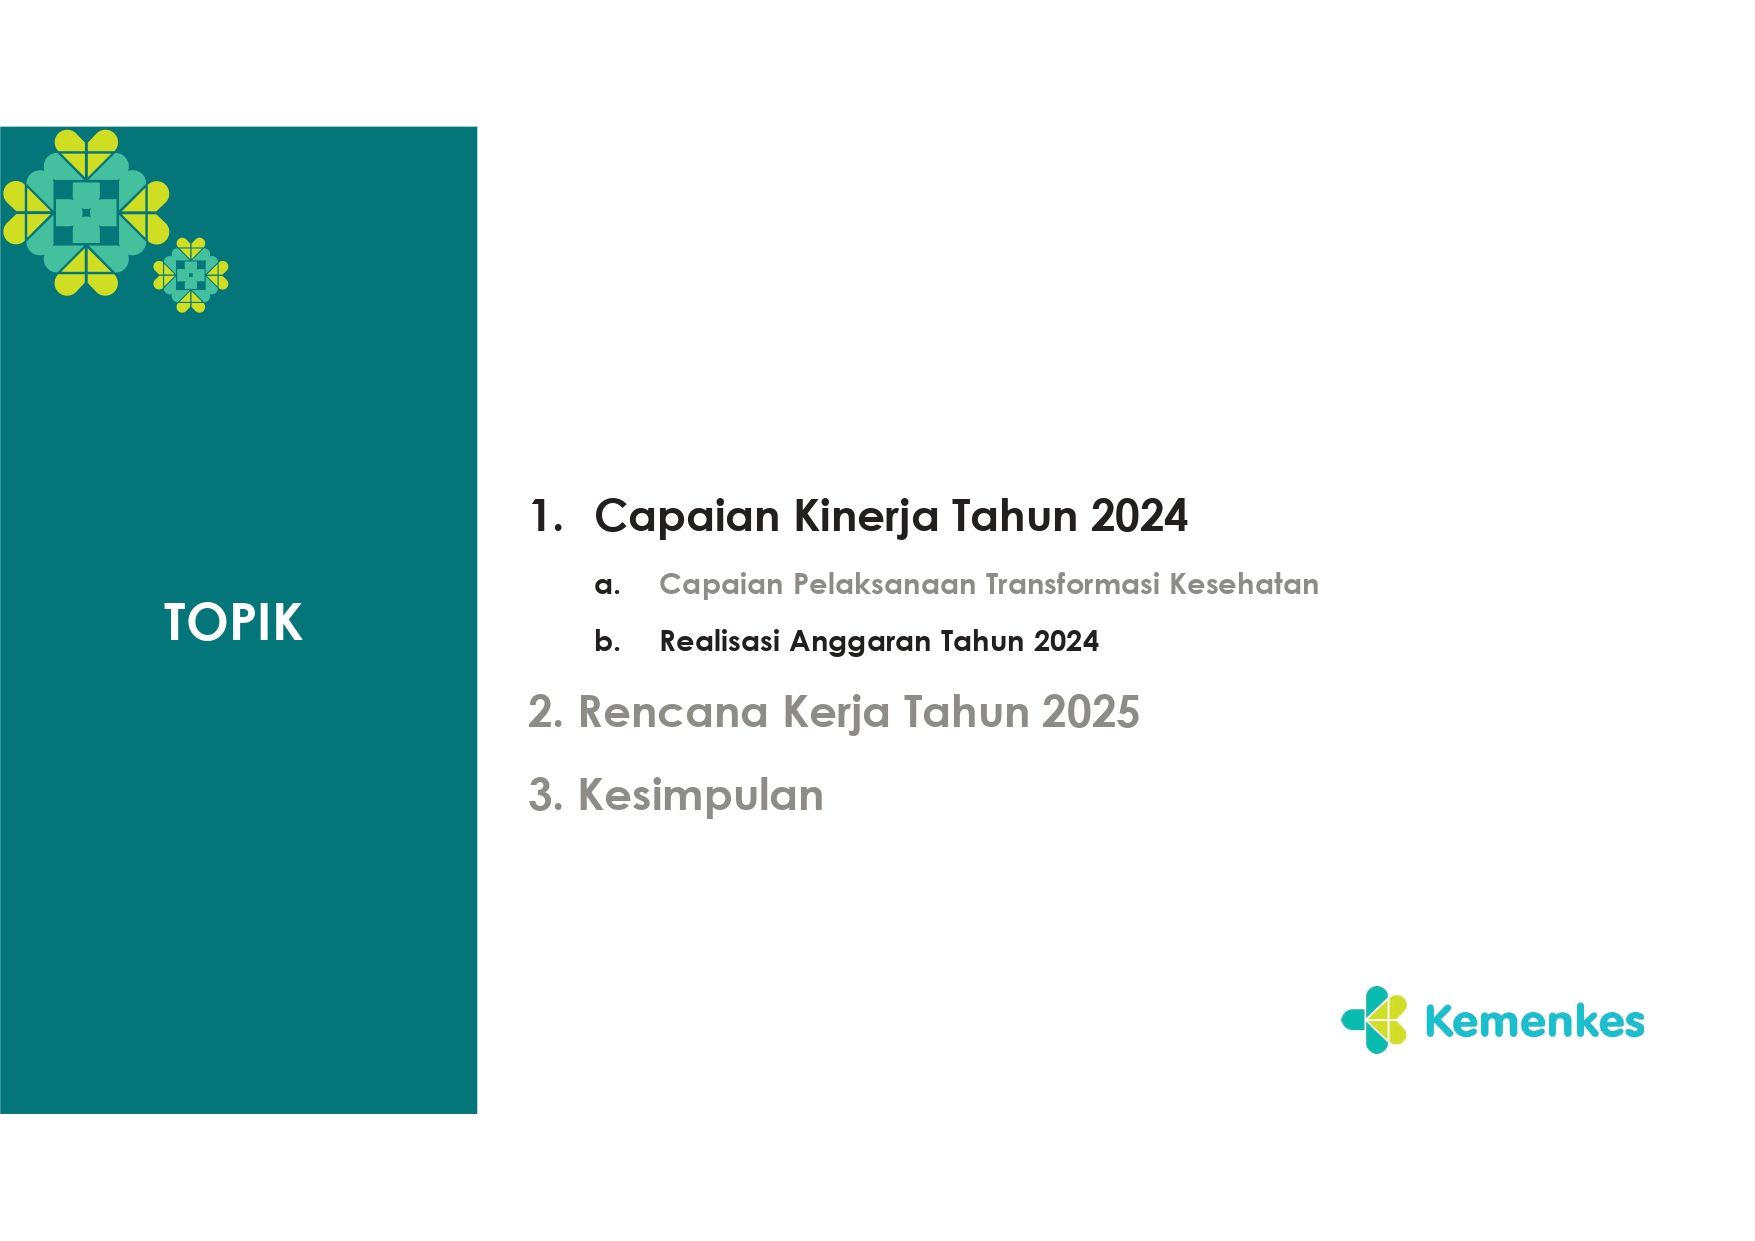 TOPIK
1. Capaian Kinerja Tahun 2024
a. Capaian Pelaksanaan Transformasi Kesehatan
b. Realisasi Anggaran Tahun 2024
2. Rencana Kerja Tahun 2025
3. Kesimpulan
Kemenkes